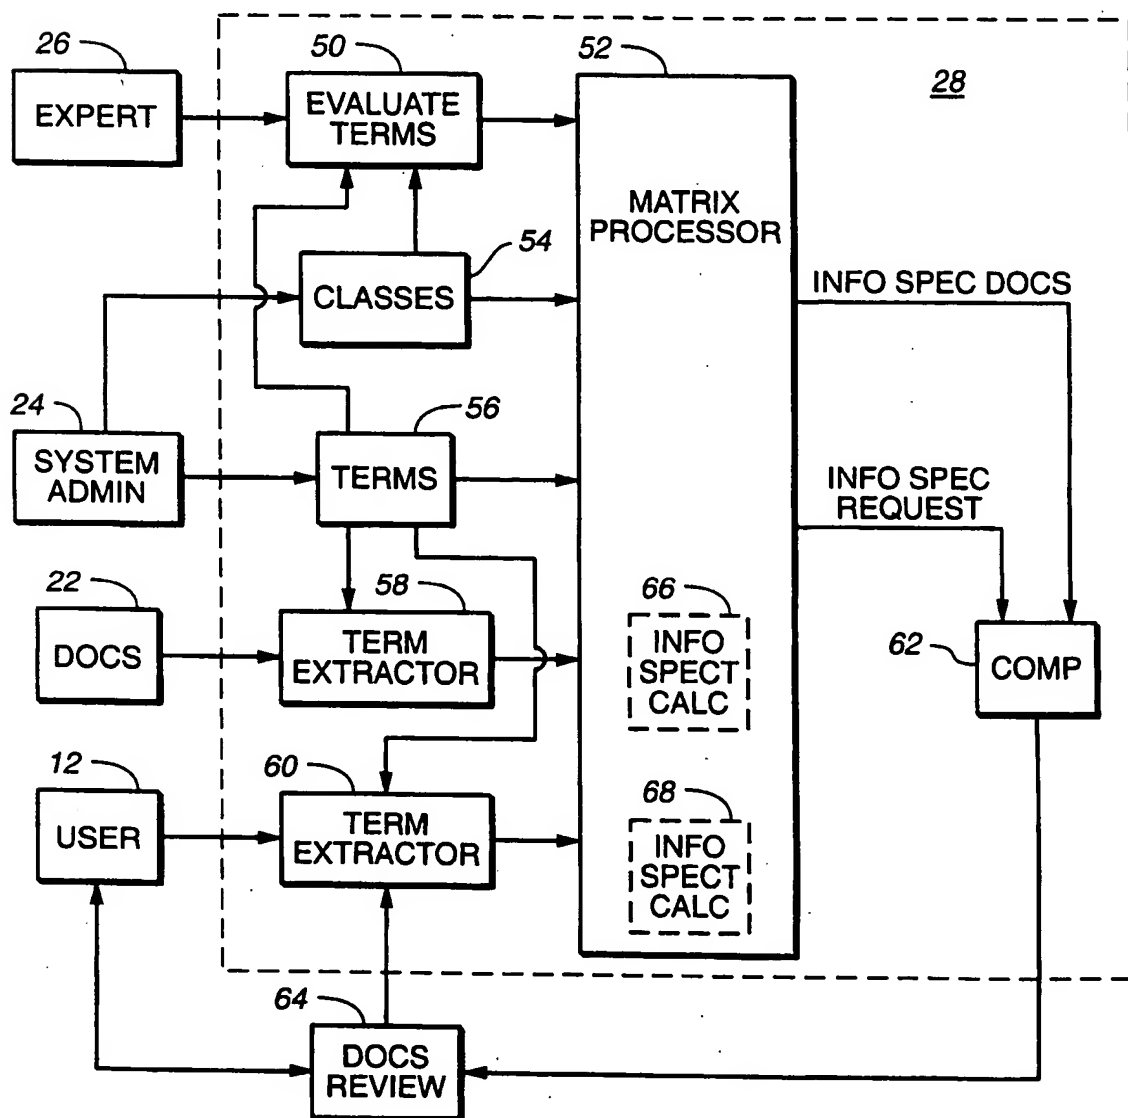 26
50
52
28
EXPERT
EVALUATE
TERMS
MATRIX
PROCESSOR
54
CLASSES
INFO SPEC DOCS
24
56
SYSTEM
ADMIN
TERMS
INFO SPEC
REQUEST
22
58
66
DOCS
TERM
EXTRACTOR
INFO
SPECT
CALC
62
COMP
12
60
68
USER
TERM
EXTRACTOR
INFO
SPECT
CALC
64
DOCS
REVIEW